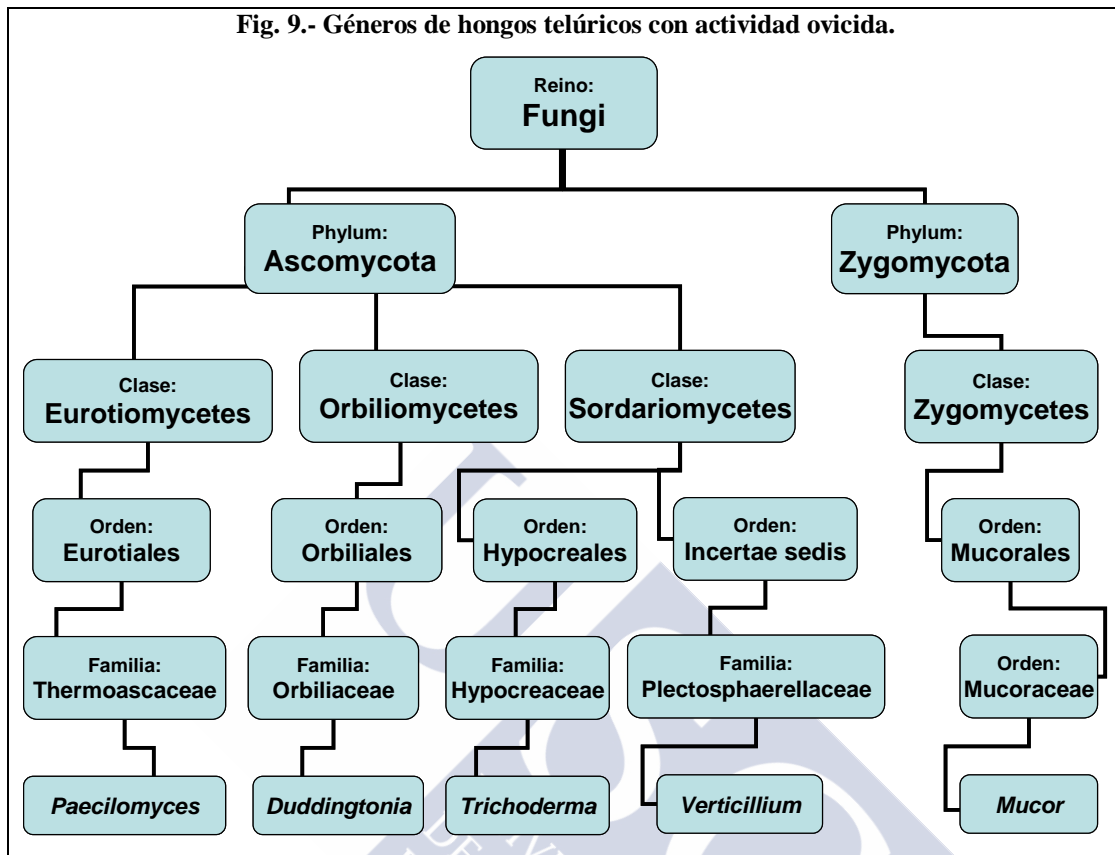 Fig. 9.- Géneros de hongos telúricos con actividad ovicida.
Reino:
Fungi
Phylum:
Ascomycota
Phylum:
Zygomycota
Clase:
Eurotiomycetes
Clase:
Orbiliomycetes
Clase:
Sordariomycetes
Clase:
Zygomycetes
Orden:
Eurotiales
Orden:
Orbiliales
Orden:
Hypocreales
Orden:
Incertae sedis
Orden:
Mucorales
Familia:
Thermoascaceae
Familia:
Orbiliaceae
Familia:
Hypocreaceae
Familia:
Plectosphaerellaceae
Orden:
Mucoraceae
Paecilomyces
Duddingtonia
Trichoderma
Verticillium
Mucor